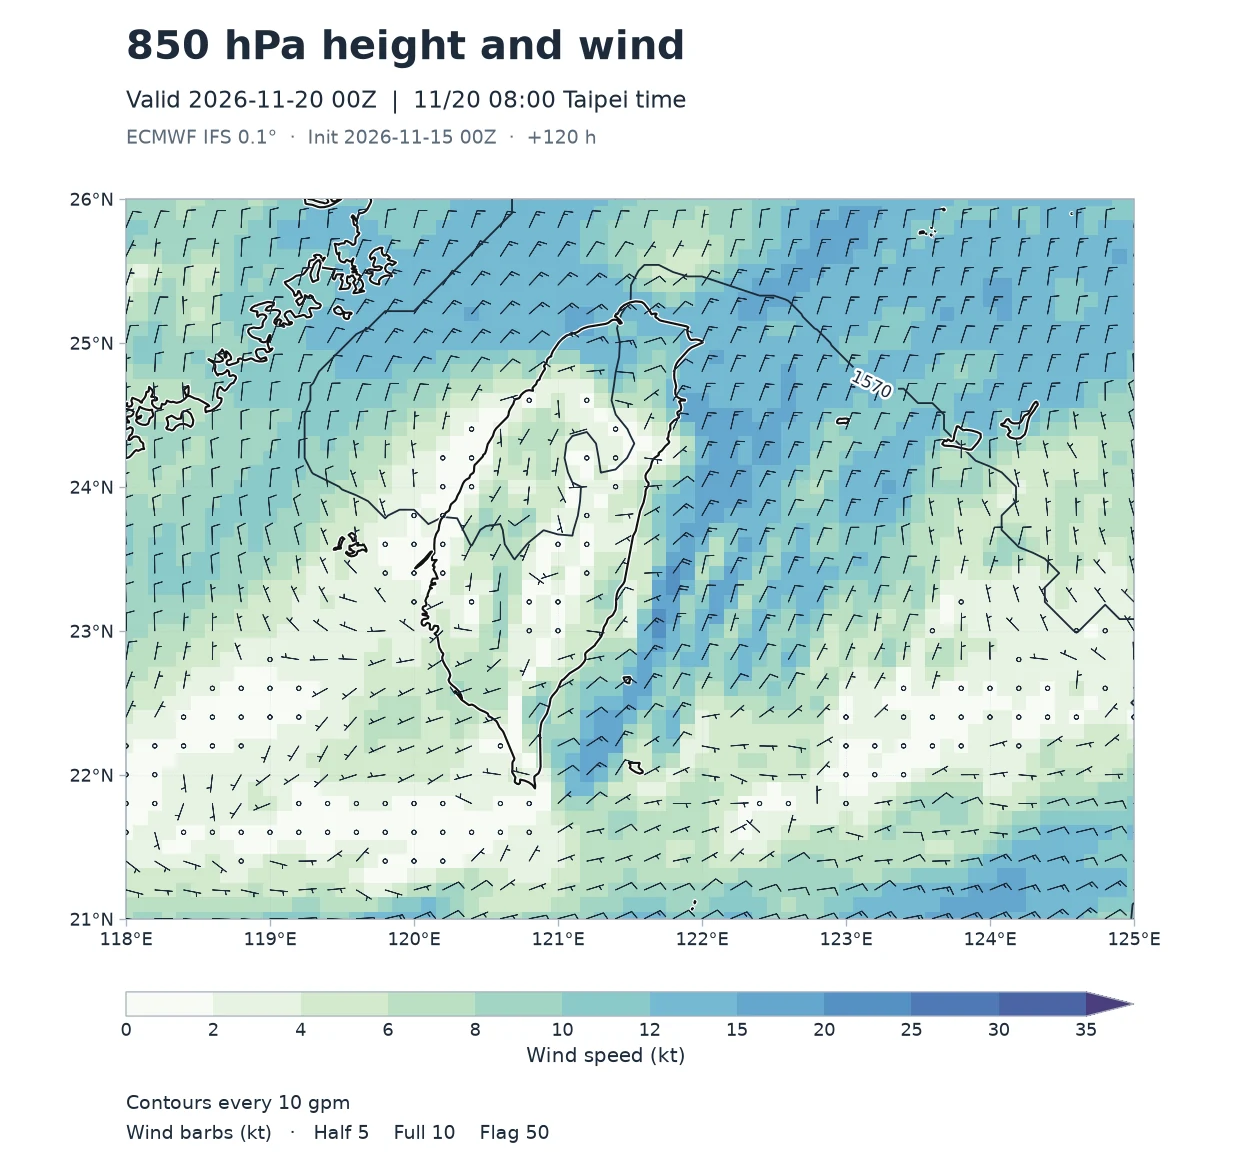 850 hPa height and wind
Valid 2026-11-20 00Z | 11/20 08:00 Taipei time
ECMWF IFS 0.1° · Init 2026-11-15 00Z · +120 h
26°N
25°N
1570
24°N
23°N
22°N
21°N
118°E 119°E 120°E 121°E 122°E 123°E 124°E 125°E
0 2 4 6 8 10 12 15 20 25 30 35
Wind speed (kt)
Contours every 10 gpm
Wind barbs (kt) · Half 5 Full 10 Flag 50